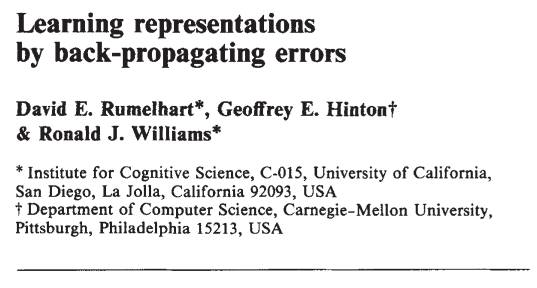 Learning representations
by back-propagating errors
David E. Rumelhart*, Geoffrey E. Hinton†
& Ronald J. Williams*
* Institute for Cognitive Science, C-015, University of California,
San Diego, La Jolla, California 92093, USA
† Department of Computer Science, Carnegie-Mellon University,
Pittsburgh, Philadelphia 15213, USA